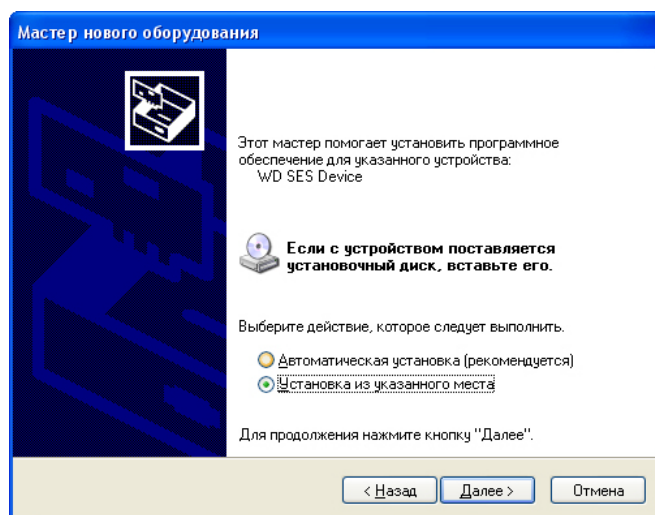 Мастер нового оборудования
Этот мастер помогает установить программное
обеспечение для указанного устройства:
WD SES Device
Если с устройством поставляется
установочный диск, вставьте его.
Выберите действие, которое следует выполнить.
Автоматическая установка (рекомендуется)
Установка из указанного места
Для продолжения нажмите кнопку "Далее".
< Назад Далее > Отмена